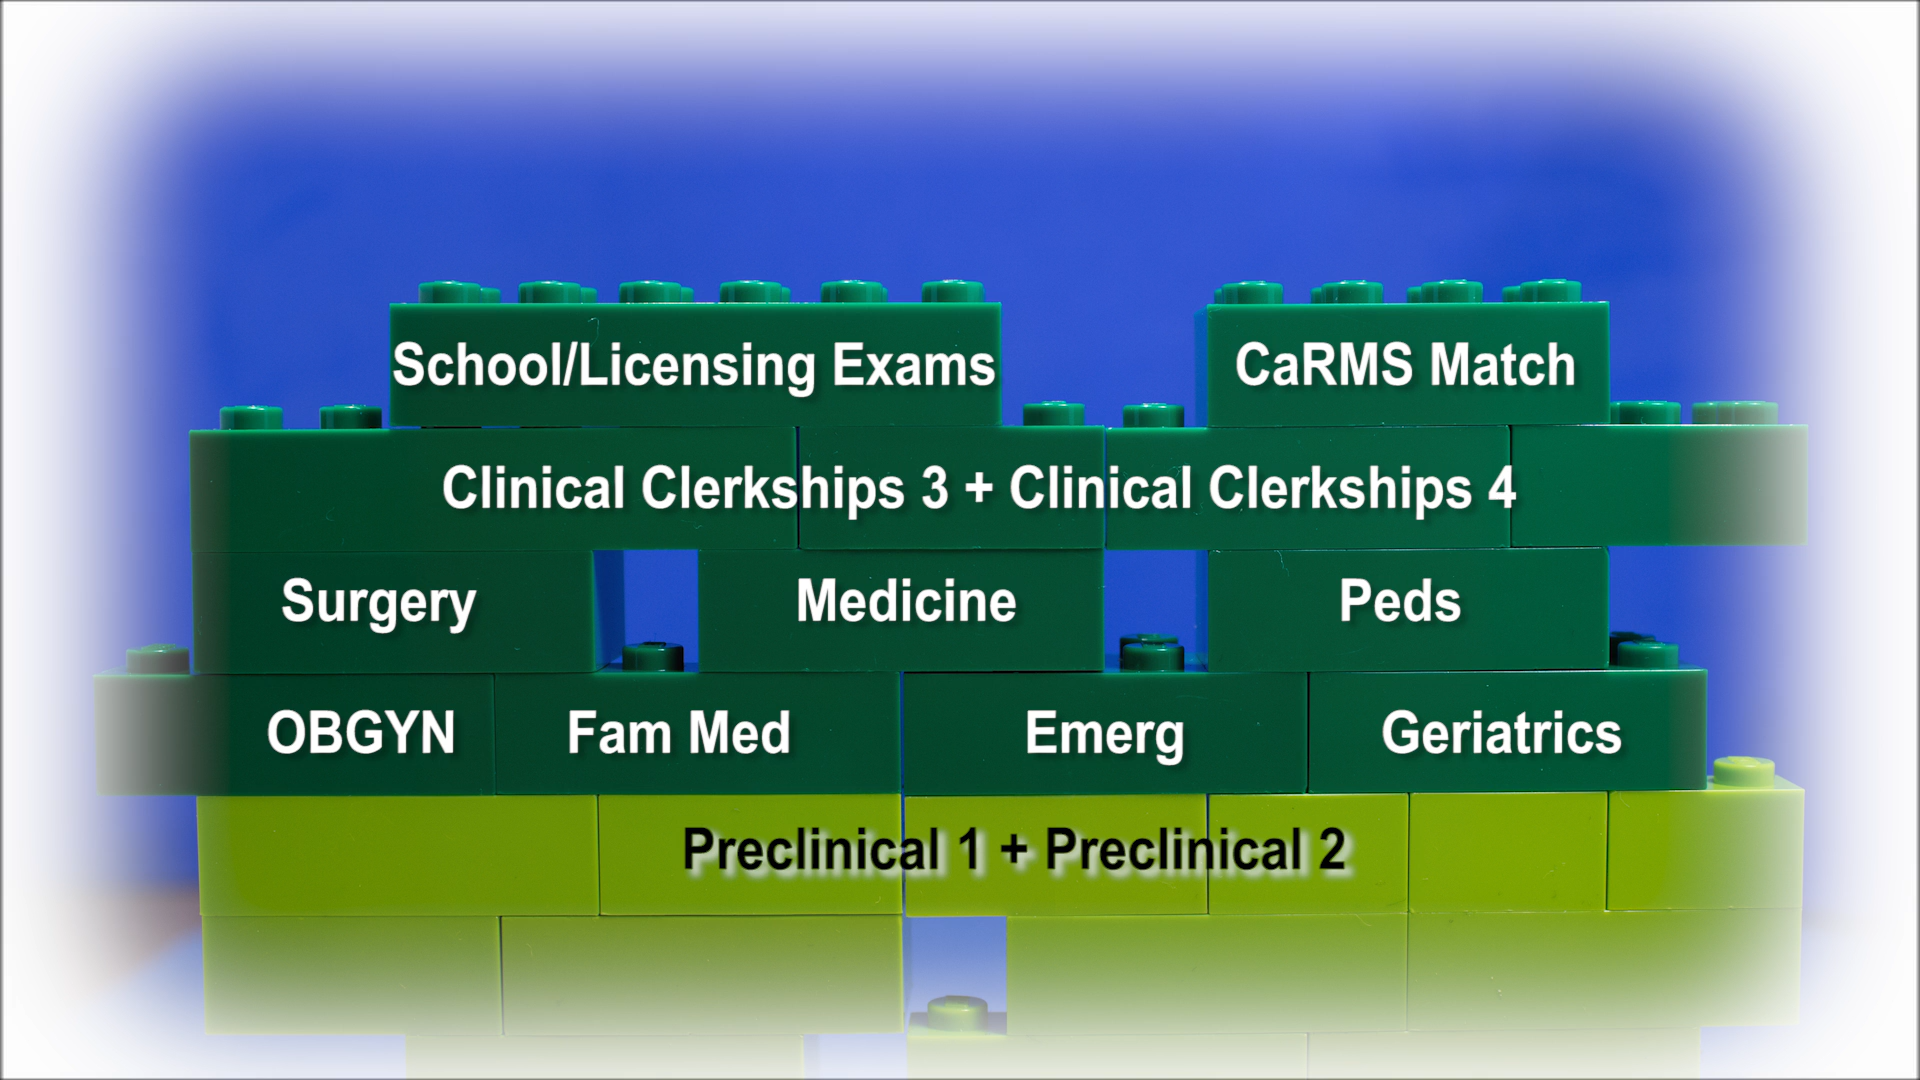 School/Licensing Exams
CaRMS Match
Clinical Clerkships 3 + Clinical Clerkships 4
Surgery
Medicine
Peds
OBGYN
Fam Med
Emerg
Geriatrics
Preclinical 1 + Preclinical 2